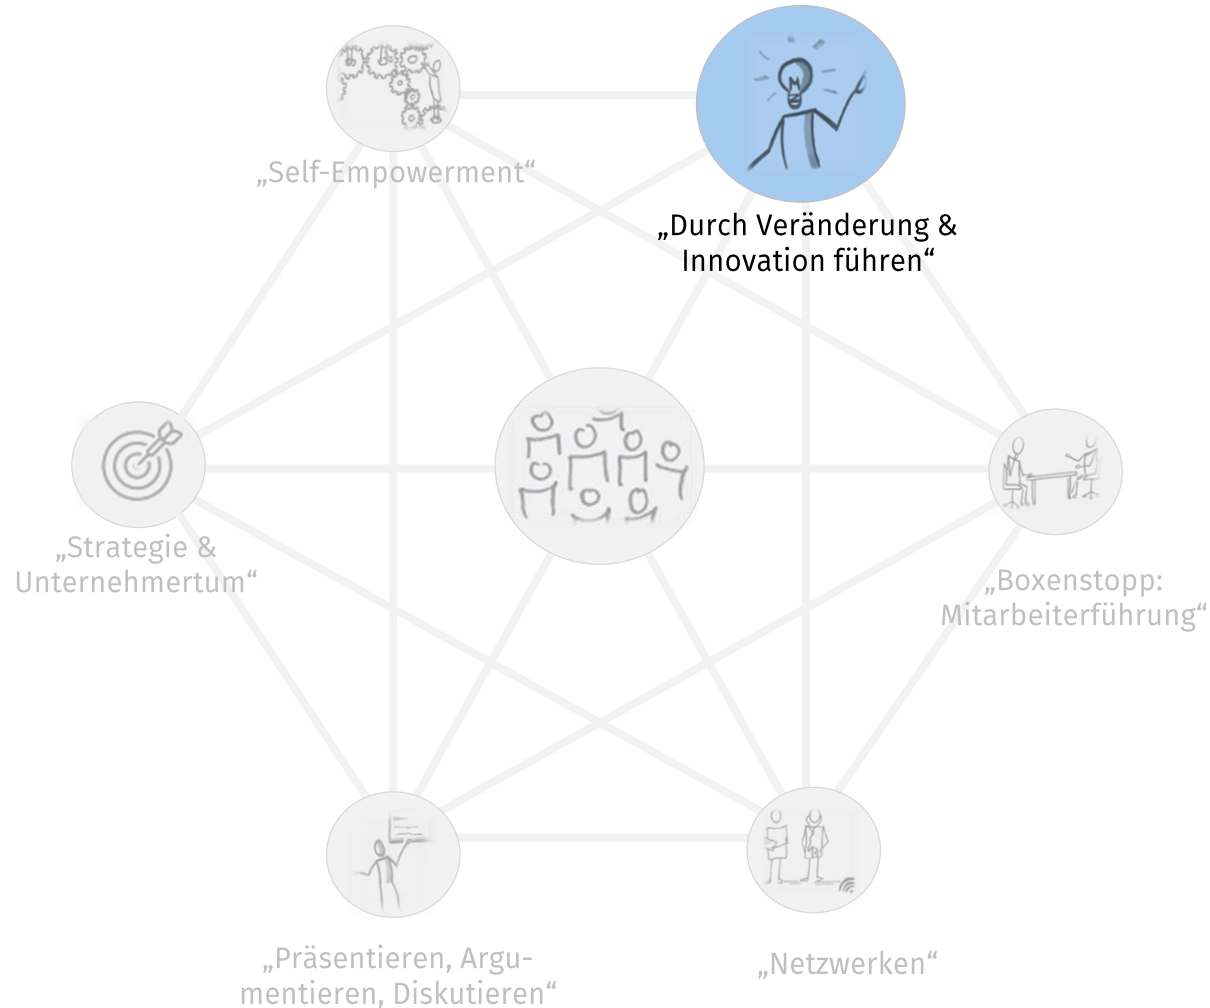 „Self-Empowerment“
„Durch Veränderung &
Innovation führen“
„Strategie &
Unternehmertum“
„Boxenstopp:
Mitarbeiterführung“
„Präsentieren, Argu-
mentieren, Diskutieren“
„Netzwerken“